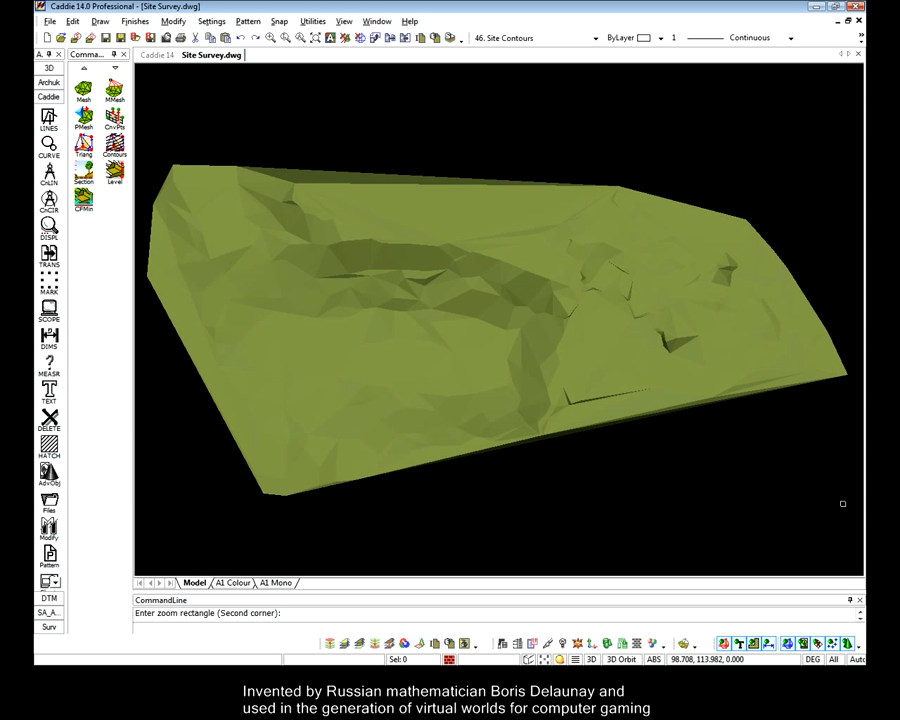 Caddie 14.0 Professional - [Site Survey.dwg]
File Edit Draw Finishes Modify Settings Pattern Snap Utilities View Window Help
46. Site Contours ByLayer 1 Continuous
A. Comma...
Caddie 14 Site Survey.dwg
3D
Archuk
Caddie
LINES
CURVE
CnLIN
CnCIR
DISPL
TRANS
MARK
SCOPE
DIMS
MEASR
TEXT
DELETE
HATCH
AdvObj
Files
Modify
Pattern
DTM
SA_A...
Surv
Mesh MMesh
PMesh CnvPts
Triang Contours
Section Level
CFMin
Model A1 Colour A1 Mono
CommandLine
Enter zoom rectangle (Second corner):
Sel: 0 3D 3D Orbit ABS 98.708, 113.982, 0.000 DEG All Auto
Invented by Russian mathematician Boris Delaunay and
used in the generation of virtual worlds for computer gaming